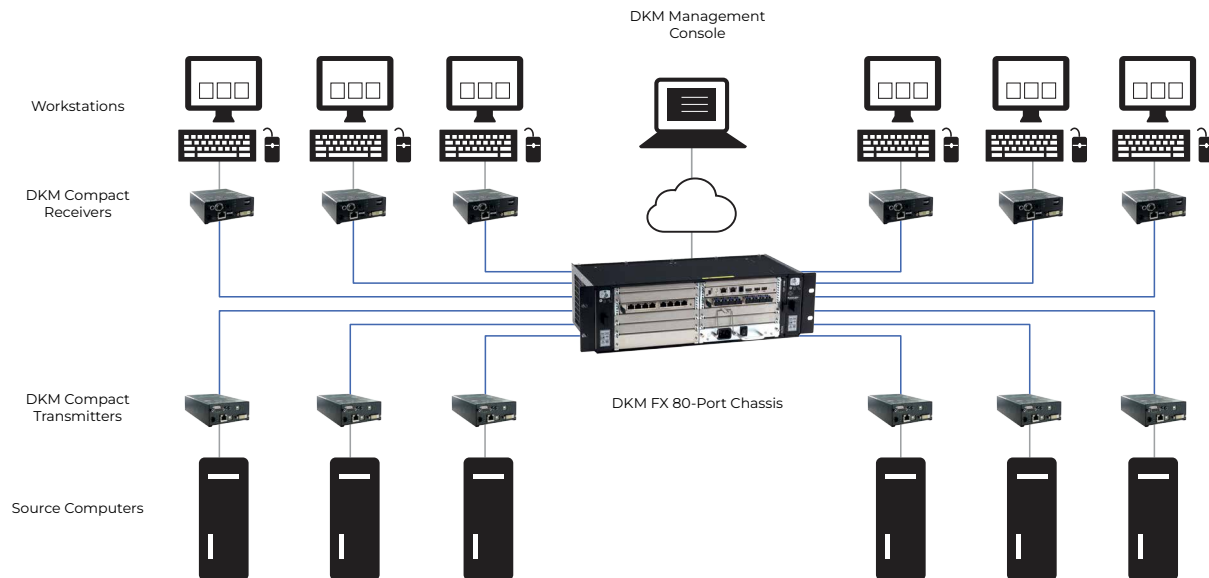 DKM Management
Console
Workstations
DKM Compact
Receivers
DKM Compact
Transmitters
DKM FX 80-Port Chassis
Source Computers